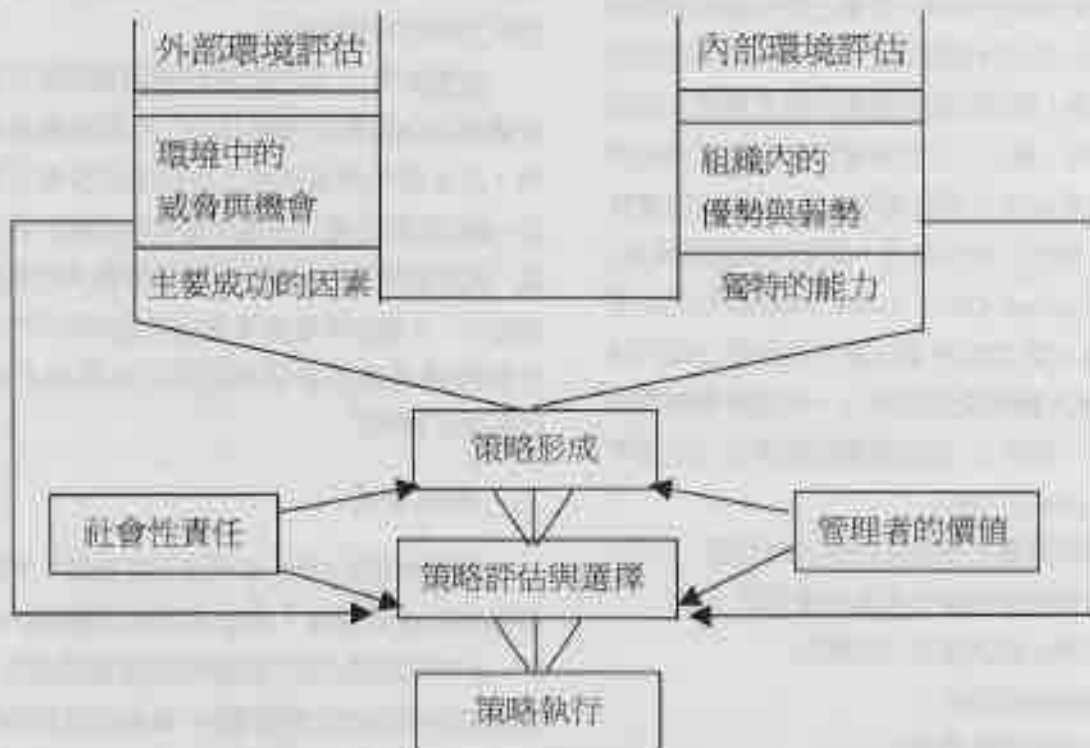 外部環境評估
環境中的
威脅與機會
主要成功的因素
內部環境評估
組織內的
優勢與弱勢
獨特的能力
策略形成
社會性責任
管理者的價值
策略評估與選擇
策略執行